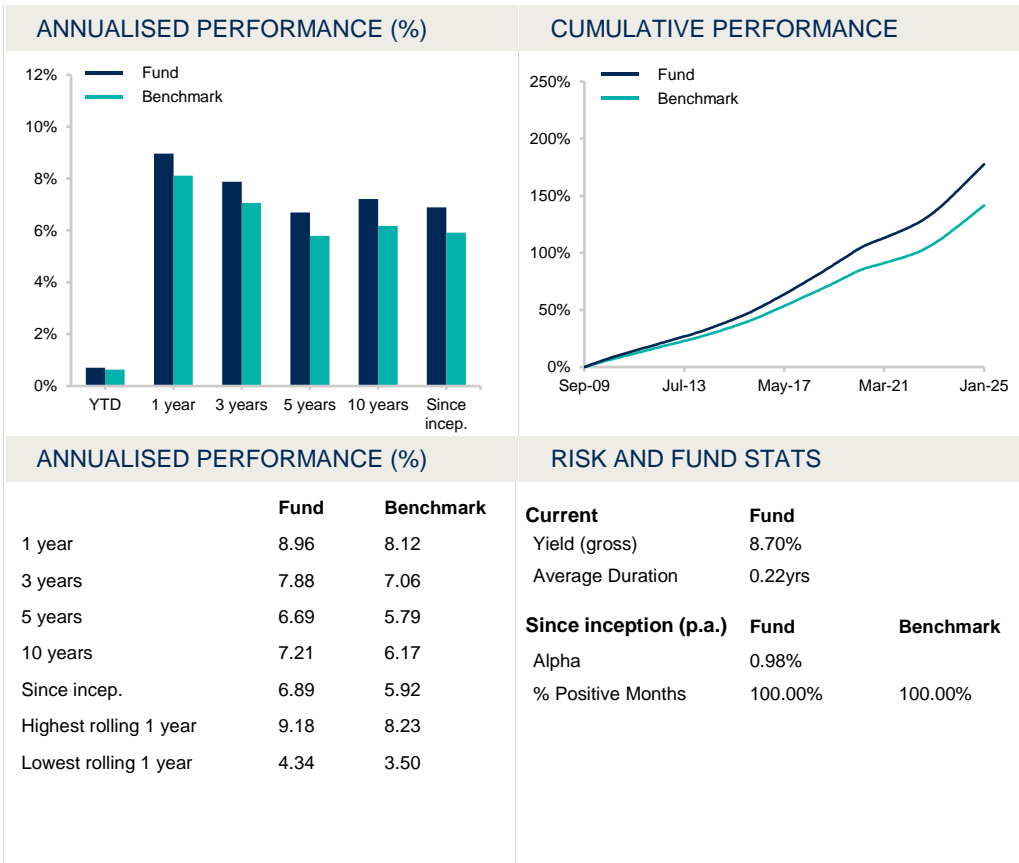 ANNUALISED PERFORMANCE (%)
12%
10%
8%
6%
4%
2%
0%
Fund
Benchmark
YTD 1 year 3 years 5 years 10 years Since
incep.
CUMULATIVE PERFORMANCE
250%
200%
150%
100%
50%
0%
Fund
Benchmark
Sep-09 Jul-13 May-17 Mar-21 Jan-25
ANNUALISED PERFORMANCE (%)
Fund Benchmark
1 year 8.96 8.12
3 years 7.88 7.06
5 years 6.69 5.79
10 years 7.21 6.17
Since incep. 6.89 5.92
Highest rolling 1 year 9.18 8.23
Lowest rolling 1 year 4.34 3.50
RISK AND FUND STATS
Current Fund
Yield (gross) 8.70%
Average Duration 0.22yrs
Since inception (p.a.) Fund Benchmark
Alpha 0.98%
% Positive Months 100.00% 100.00%